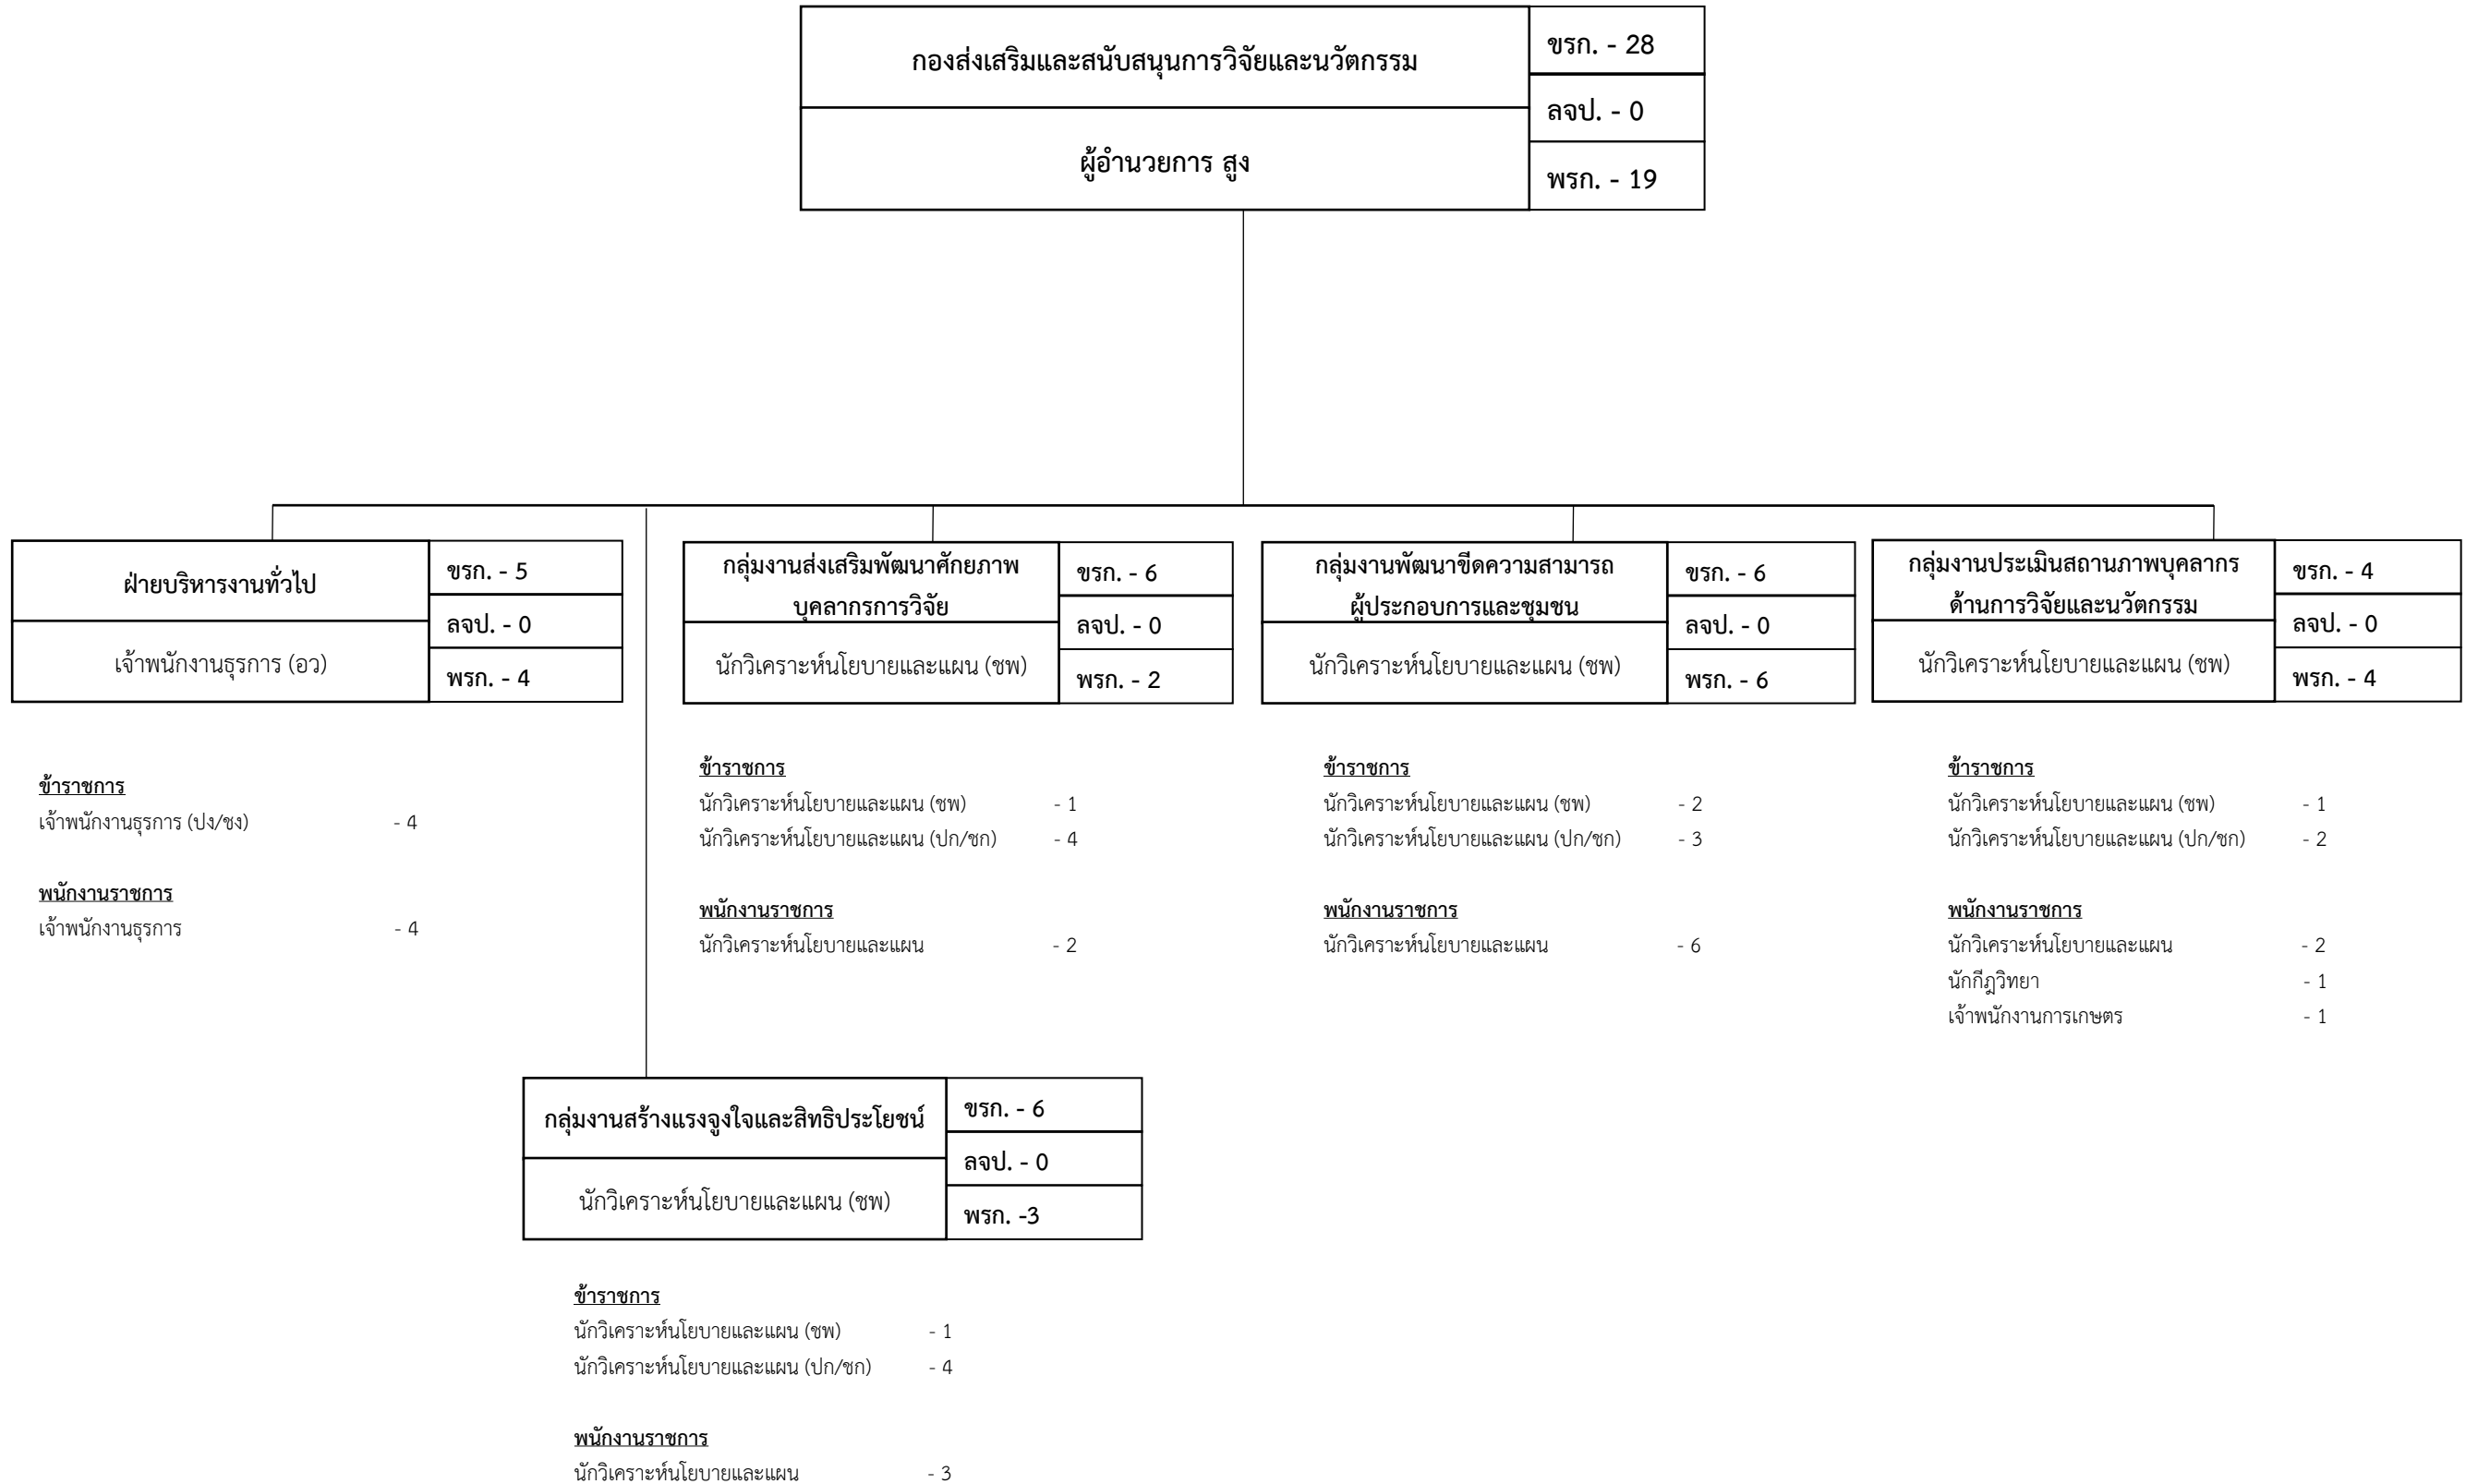 กองส่งเสริมและสนับสนุนการวิจัยและนวัตกรรม
ผู้อำนวยการ สูง
ขรก. - 28
ลจป. - 0
พรก. - 19
ฝ่ายบริหารงานทั่วไป
เจ้าพนักงานธุรการ (อว)
ขรก. - 5
ลจป. - 0
พรก. - 4
ข้าราชการ
เจ้าพนักงานธุรการ (ปง/ชง) - 4
พนักงานราชการ
เจ้าพนักงานธุรการ - 4
กลุ่มงานส่งเสริมพัฒนาศักยภาพ
บุคลากรการวิจัย
นักวิเคราะห์นโยบายและแผน (ชพ)
ขรก. - 6
ลจป. - 0
พรก. - 2
ข้าราชการ
นักวิเคราะห์นโยบายและแผน (ชพ) - 1
นักวิเคราะห์นโยบายและแผน (ปก/ชก) - 4
พนักงานราชการ
นักวิเคราะห์นโยบายและแผน - 2
กลุ่มงานพัฒนาขีดความสามารถ
ผู้ประกอบการและชุมชน
นักวิเคราะห์นโยบายและแผน (ชพ)
ขรก. - 6
ลจป. - 0
พรก. - 6
ข้าราชการ
นักวิเคราะห์นโยบายและแผน (ชพ) - 2
นักวิเคราะห์นโยบายและแผน (ปก/ชก) - 3
พนักงานราชการ
นักวิเคราะห์นโยบายและแผน - 6
กลุ่มงานประเมินสถานภาพบุคลากร
ด้านการวิจัยและนวัตกรรม
นักวิเคราะห์นโยบายและแผน (ชพ)
ขรก. - 4
ลจป. - 0
พรก. - 4
ข้าราชการ
นักวิเคราะห์นโยบายและแผน (ชพ) - 1
นักวิเคราะห์นโยบายและแผน (ปก/ชก) - 2
พนักงานราชการ
นักวิเคราะห์นโยบายและแผน - 2
นักกีฏวิทยา - 1
เจ้าพนักงานการเกษตร - 1
กลุ่มงานสร้างแรงจูงใจและสิทธิประโยชน์
นักวิเคราะห์นโยบายและแผน (ชพ)
ขรก. - 6
ลจป. - 0
พรก. -3
ข้าราชการ
นักวิเคราะห์นโยบายและแผน (ชพ) - 1
นักวิเคราะห์นโยบายและแผน (ปก/ชก) - 4
พนักงานราชการ
นักวิเคราะห์นโยบายและแผน - 3